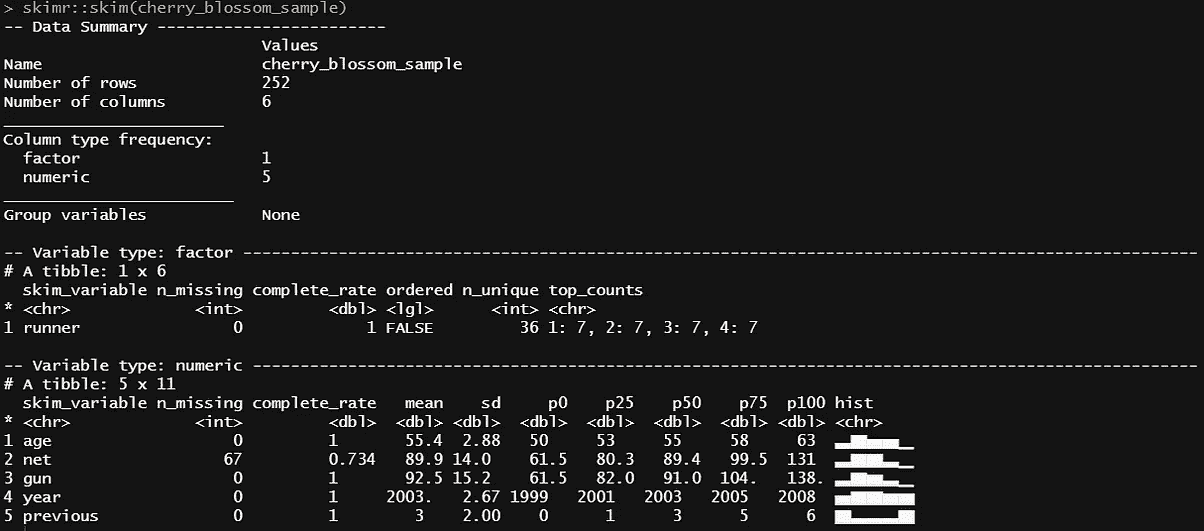 > skimr::skim(cherry_blossom_sample)
-- Data Summary ------------------------
                           Values
Name                       cherry_blossom_sample
Number of rows             252
Number of columns          6
_______________________
Column type frequency:
  factor                   1
  numeric                  5
________________________
Group variables            None

-- Variable type: factor ------------------------------------------------------------------------------------------------
# A tibble: 1 x 6
  skim_variable n_missing complete_rate ordered n_unique top_counts
* <chr>             <int>         <dbl> <lgl>      <int> <chr>
1 runner                0             1 FALSE         36 1: 7, 2: 7, 3: 7, 4: 7

-- Variable type: numeric -----------------------------------------------------------------------------------------------
# A tibble: 5 x 11
  skim_variable n_missing complete_rate   mean    sd    p0    p25    p50    p75  p100 hist
* <chr>             <int>         <dbl>  <dbl> <dbl> <dbl>  <dbl>  <dbl>  <dbl> <dbl> <chr>
1 age                   0         1       55.4  2.88  50     53     55     58     63
2 net                  67         0.734   89.9 14.0   61.5   80.3   89.4   99.5  131
3 gun                   0         1       92.5 15.2   61.5   82.0   91.0  104.   138.
4 year                  0         1     2003.   2.67 1999   2001   2003   2005   2008
5 previous              0         1        3    2.00   0      1      3      5      6